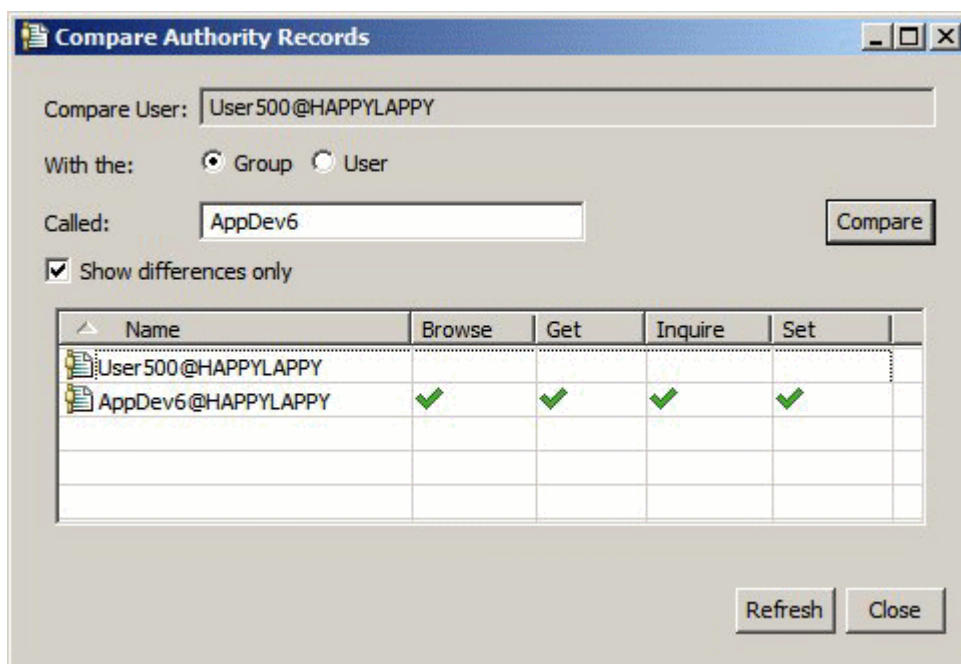 Compare Authority Records
Compare User: User500@HAPPYLAPPY
With the: Group User
Called: AppDev6 Compare
Show differences only
Name Browse Get Inquire Set
User500@HAPPYLAPPY
AppDev6@HAPPYLAPPY
Refresh Close